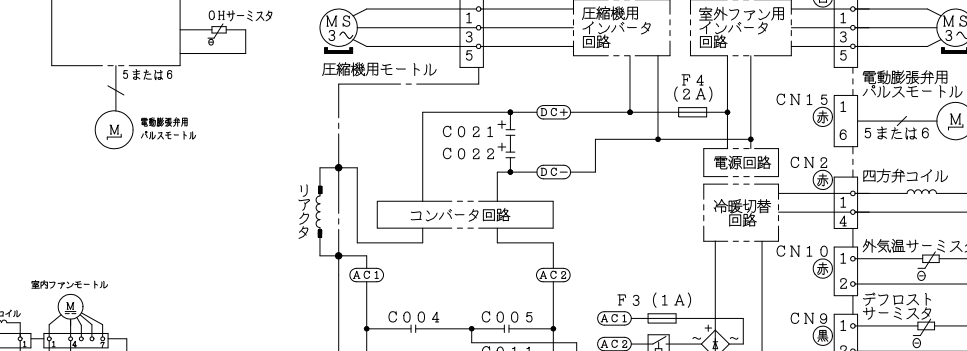 OHサーミスタ
5または6
M
電動膨張弁用
パルスモートル
室内ファンモートル
M
1
1
4
7
MS
3~
圧縮機用モートル
1
3
5
圧縮機用
インバータ
回路
室外ファン用
インバータ
回路
1
3
5
MS
3~
F4
(2A)
DC+
C021
+
C022
+
DC-
電源回路
冷暖切替
回路
リアクタ
コンバータ回路
AC1
AC2
C004
C005
F3 (1A)
AC1
AC2
+
~
~
CN15
赤
1
6
電動膨張弁用
パルスモートル
5または6
M
CN2
赤
1
4
四方弁コイル
CN10
赤
1
2
外気温サーミスタ
θ
CN9
黒
1
デフロスト
サーミスタ
θ
θ